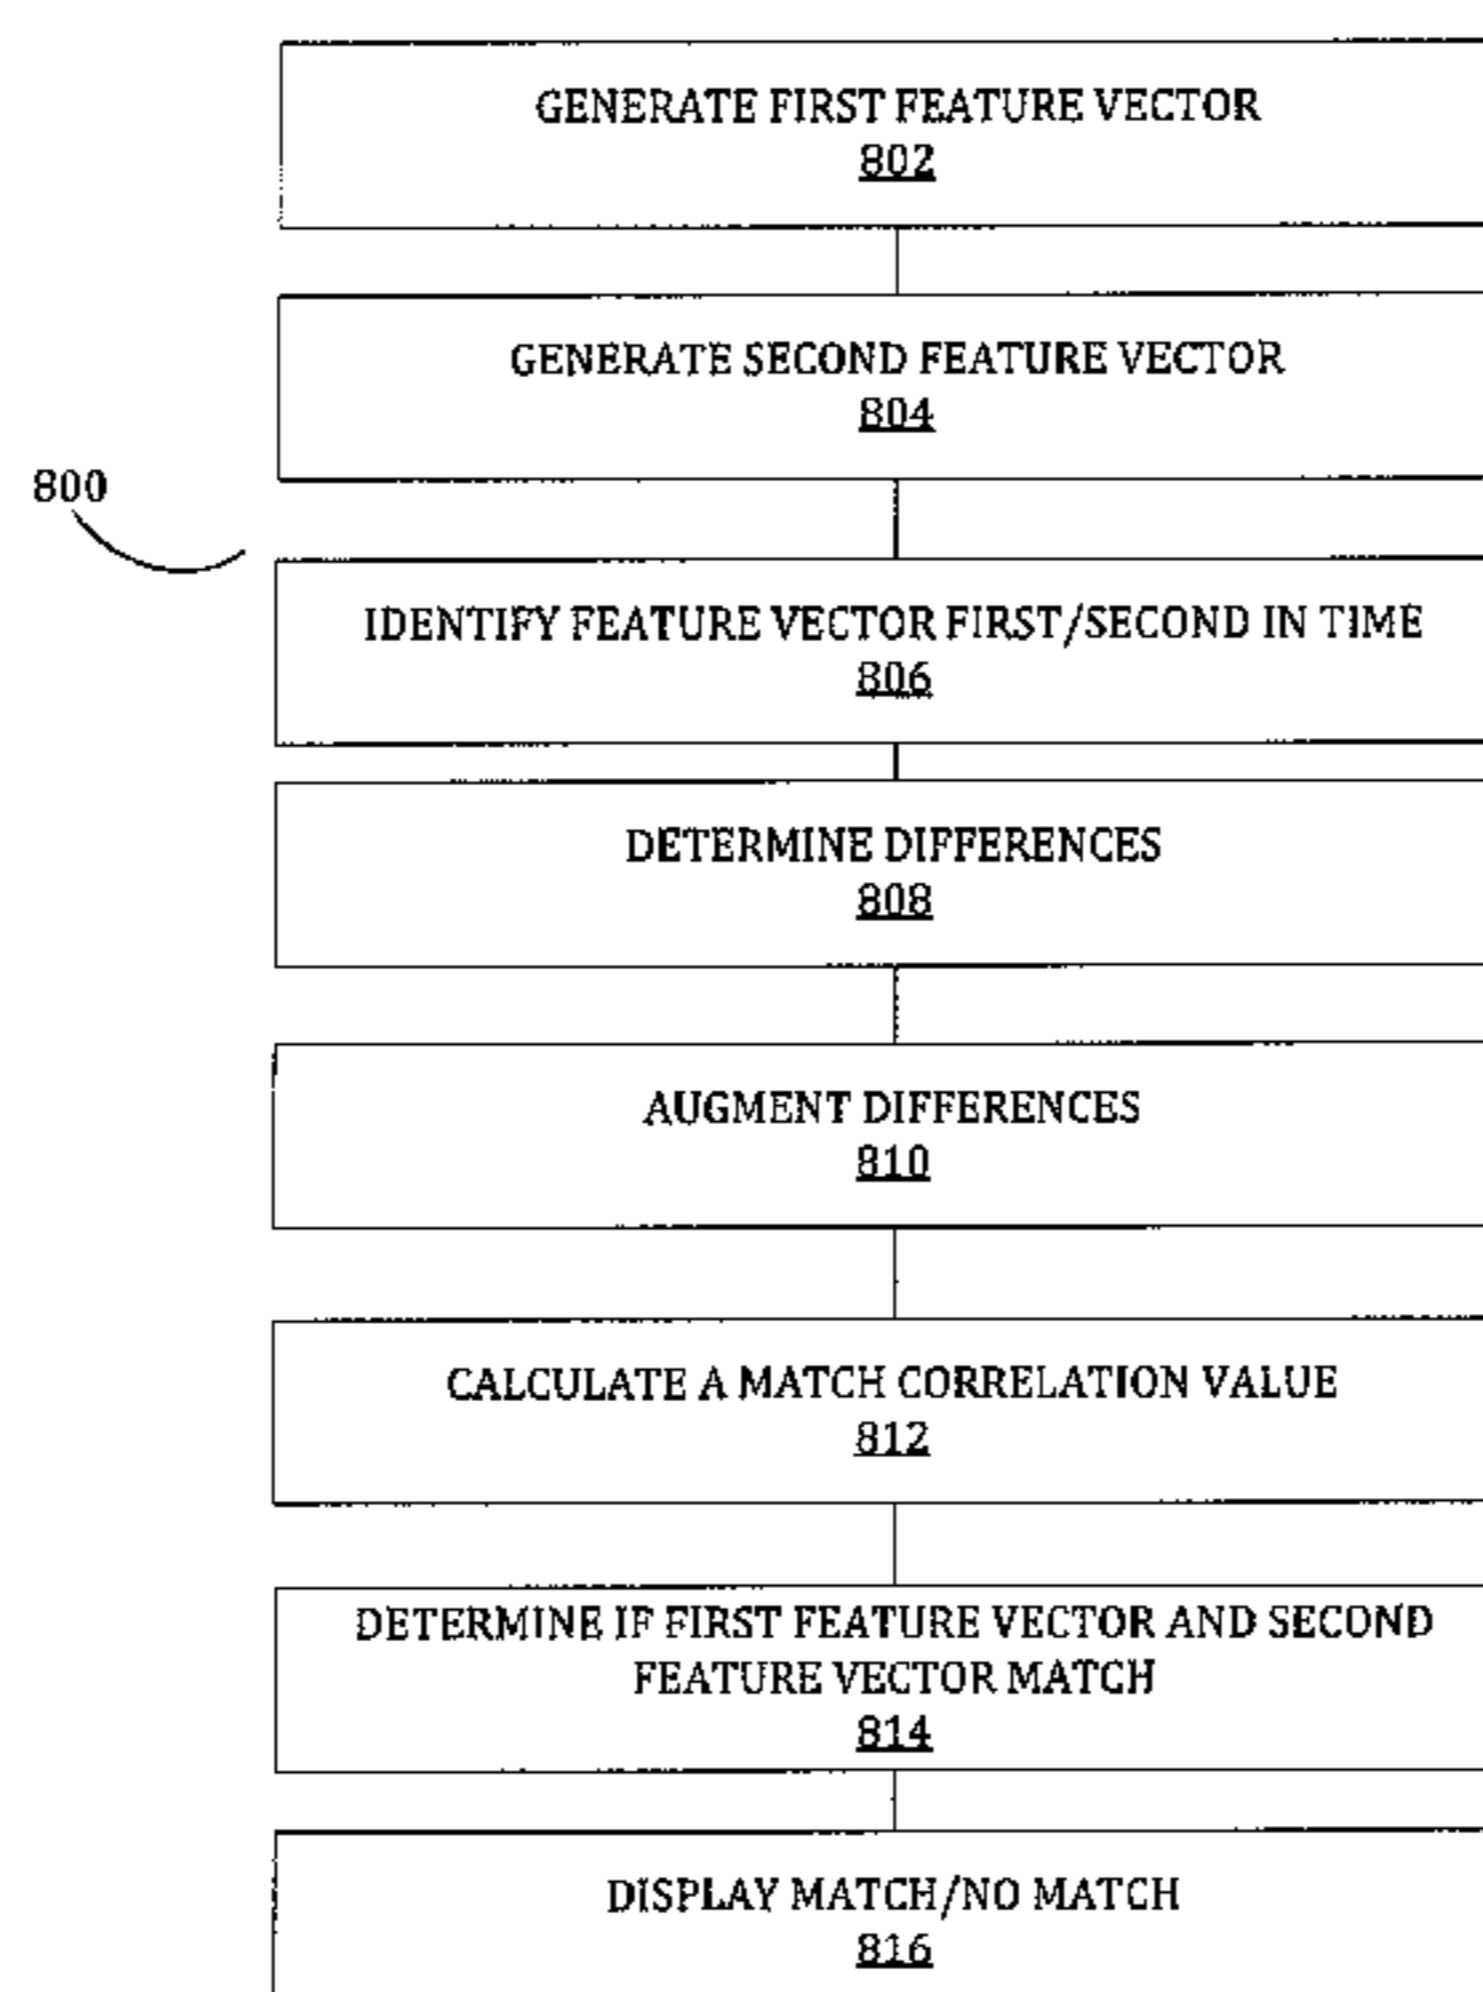 GENERATE FIRST FEATURE VECTOR
802
GENERATE SECOND FEATURE VECTOR
804
800
IDENTIFY FEATURE VECTOR FIRST/SECOND IN TIME
806
DETERMINE DIFFERENCES
808
AUGMENT DIFFERENCES
810
CALCULATE A MATCH CORRELATION VALUE
812
DETERMINE IF FIRST FEATURE VECTOR AND SECOND
FEATURE VECTOR MATCH
814
DISPLAY MATCH/NO MATCH
816